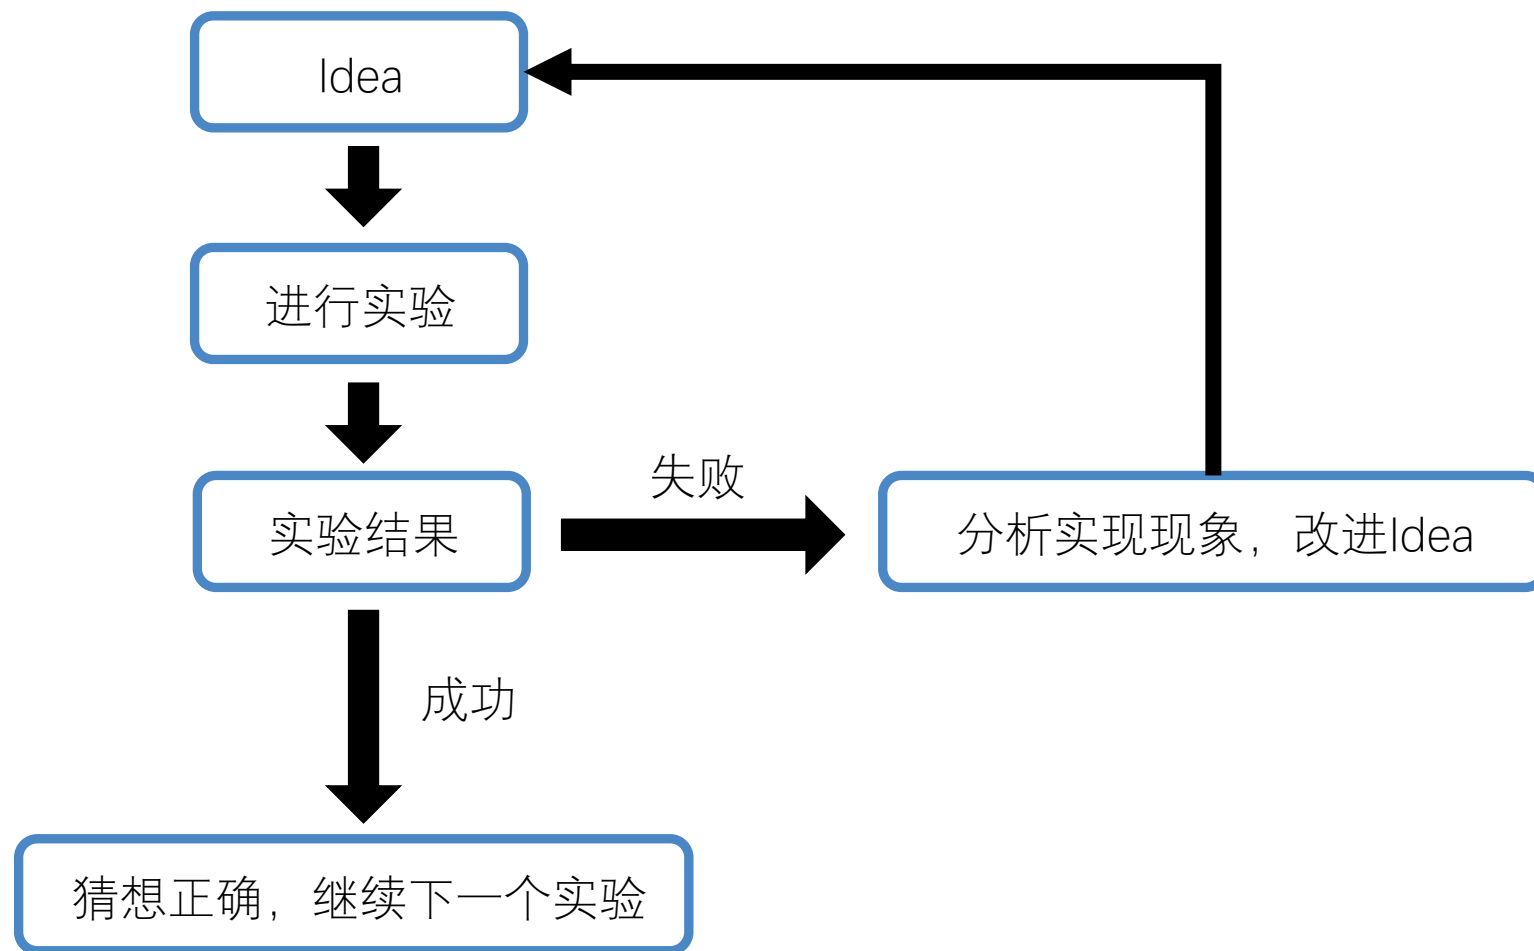 Idea
进行实验
实验结果
失败
分析实现现象，改进Idea
成功
猜想正确，继续下一个实验